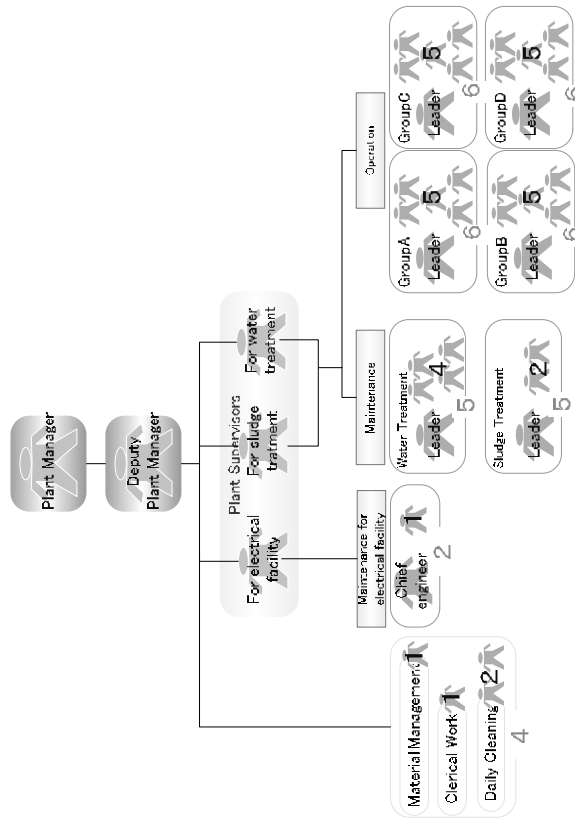 Plant Manager
Deputy
Plant Manager
Plant Supervisors
For electrical
facility
For sludge
tratment
For water
treatment
Maintenance for
electrical facility
Maintenance
Operation
Material Management 1
Clerical Work 1
Daily Cleaning 2
4
Chief
engineer
1
2
Water Treatment
Leader 4
5
Sludge Treatment
Leader 2
5
GroupA
Leader 5
6
GroupB
Leader 5
6
GroupC
Leader 5
6
GroupD
Leader 5
6